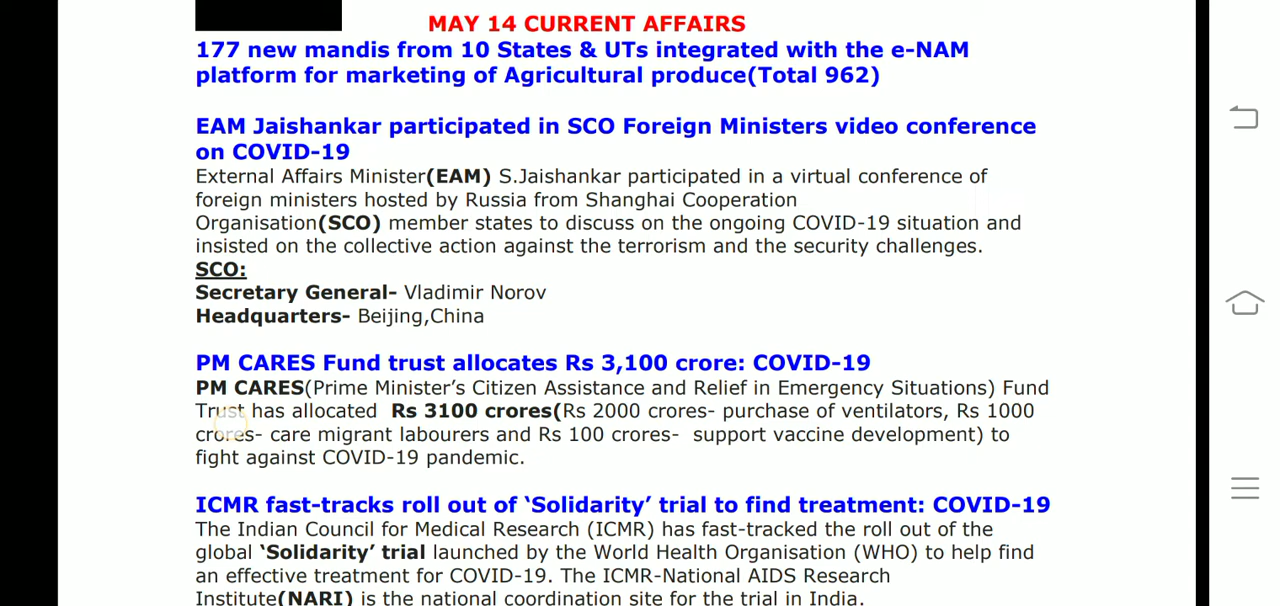 MAY 14 CURRENT AFFAIRS
177 new mandis from 10 States & UTs integrated with the e-NAM
platform for marketing of Agricultural produce(Total 962)
EAM Jaishankar participated in SCO Foreign Ministers video conference
on COVID-19
External Affairs Minister(EAM) S.Jaishankar participated in a virtual conference of
foreign ministers hosted by Russia from Shanghai Cooperation
Organisation(SCO) member states to discuss on the ongoing COVID-19 situation and
insisted on the collective action against the terrorism and the security challenges.
SCO:
Secretary General- Vladimir Norov
Headquarters- Beijing,China
PM CARES Fund trust allocates Rs 3,100 crore: COVID-19
PM CARES(Prime Minister’s Citizen Assistance and Relief in Emergency Situations) Fund
Trust has allocated Rs 3100 crores(Rs 2000 crores- purchase of ventilators, Rs 1000
crores- care migrant labourers and Rs 100 crores- support vaccine development) to
fight against COVID-19 pandemic.
ICMR fast-tracks roll out of ‘Solidarity’ trial to find treatment: COVID-19
The Indian Council for Medical Research (ICMR) has fast-tracked the roll out of the
global ‘Solidarity’ trial launched by the World Health Organisation (WHO) to help find
an effective treatment for COVID-19. The ICMR-National AIDS Research
Institute(NARI) is the national coordination site for the trial in India.